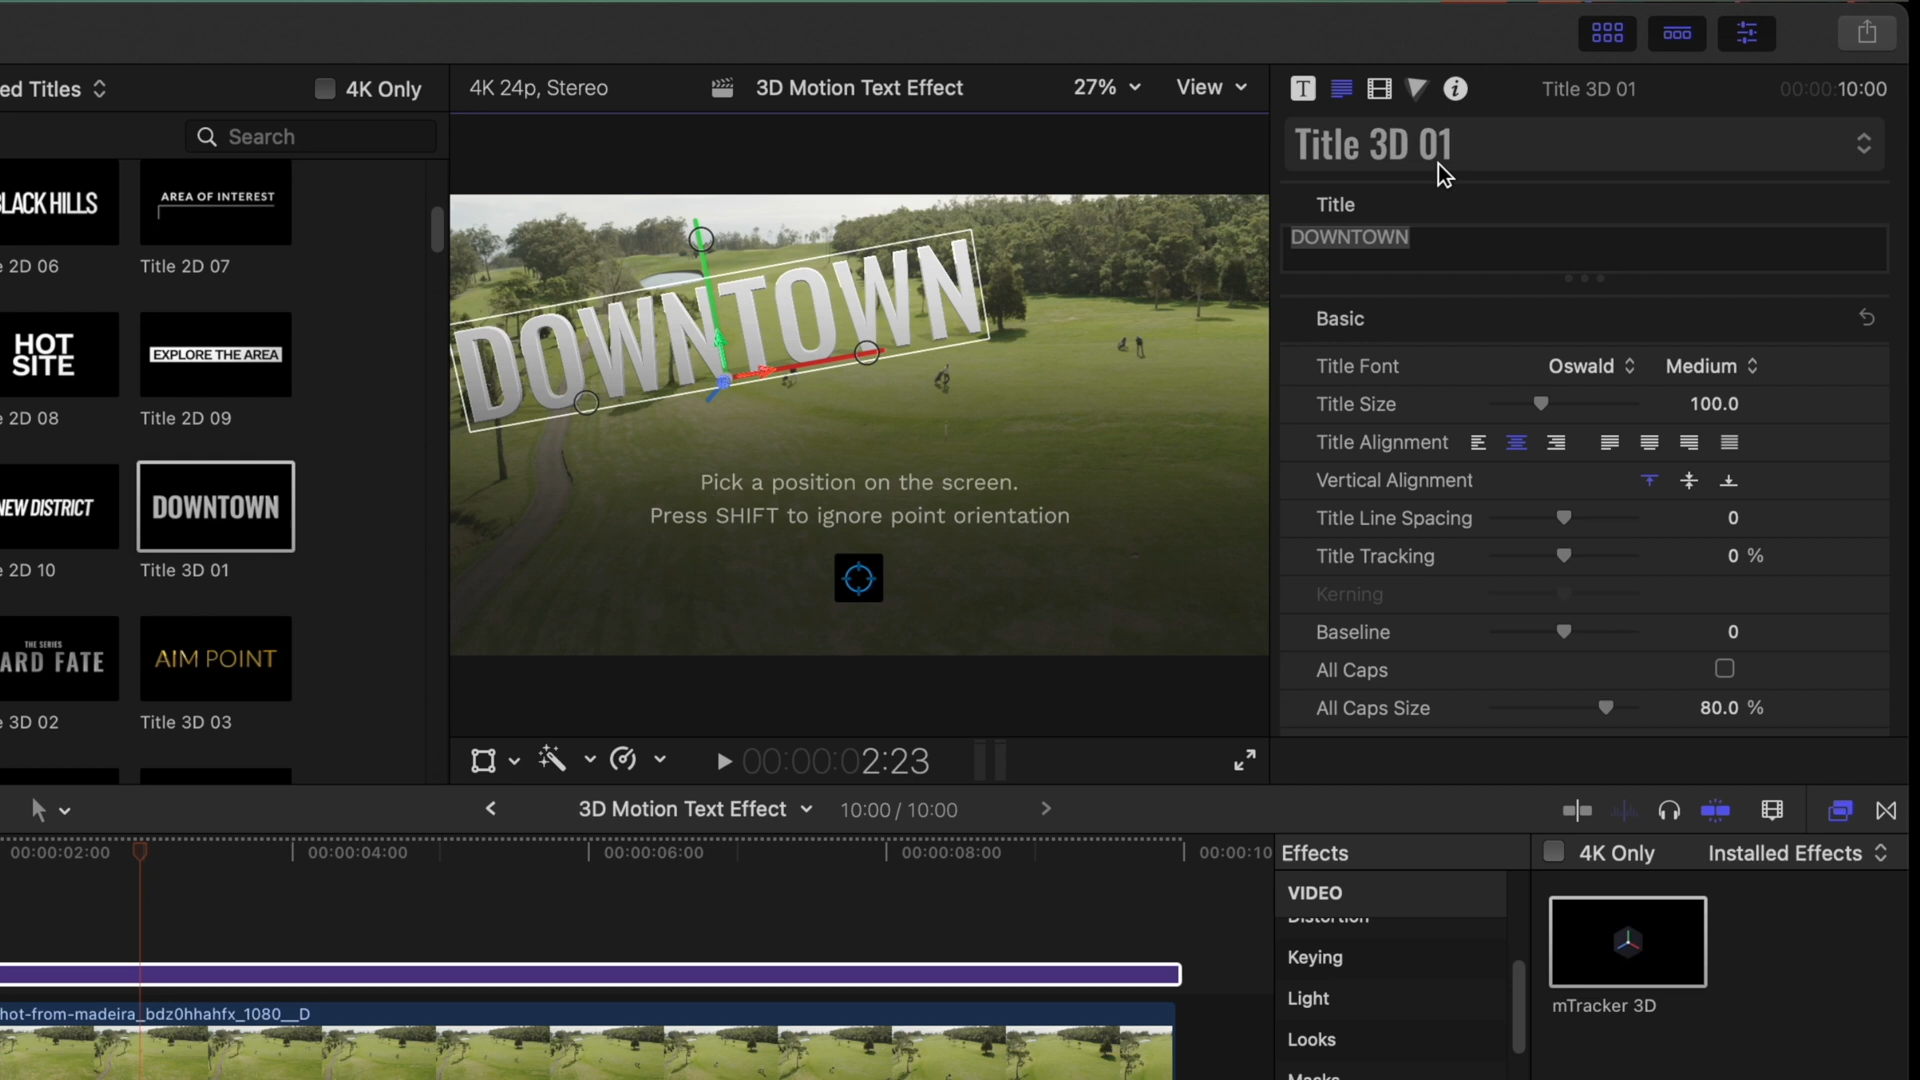 ed Titles
4K Only
Search
LACK HILLS
AREA OF INTEREST
e 2D 06
Title 2D 07
HOT
SITE
EXPLORE THE AREA
e 2D 08
Title 2D 09
NEW DISTRICT
DOWNTOWN
e 2D 10
Title 3D 01
THE SERIES
ARD FATE
AIM POINT
e 3D 02
Title 3D 03
4K 24p, Stereo
3D Motion Text Effect
27%
View
DOWNTOWN
Pick a position on the screen.
Press SHIFT to ignore point orientation
00:00:02:23
T
Title 3D 01
00:00:10:00
Title 3D 01
Title
DOWNTOWN
Basic
Title Font Oswald Medium
Title Size 100.0
Title Alignment
Vertical Alignment
Title Line Spacing 0
Title Tracking 0 %
Kerning
Baseline 0
All Caps
All Caps Size 80.0 %
3D Motion Text Effect
10:00 / 10:00
00:00:02:00
00:00:04:00
00:00:06:00
00:00:08:00
00:00:10
hot-from-madeira_bdz0hhahfx_1080__D
Effects
4K Only
Installed Effects
VIDEO
Distortion
Keying
Light
Looks
Masks
mTracker 3D